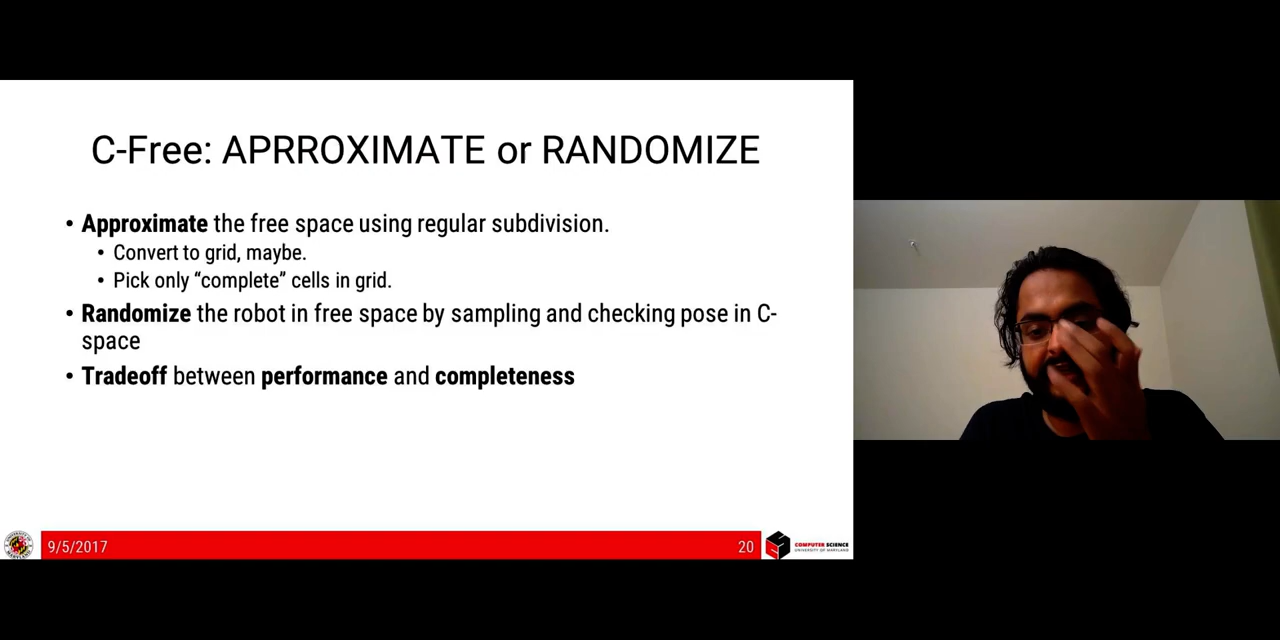 C-Free: APRROXIMATE or RANDOMIZE
• Approximate the free space using regular subdivision.
• Convert to grid, maybe.
• Pick only “complete” cells in grid.
• Randomize the robot in free space by sampling and checking pose in C-
space
• Tradeoff between performance and completeness
9/5/2017
20
COMPUTER SCIENCE
UNIVERSITY OF MARYLAND